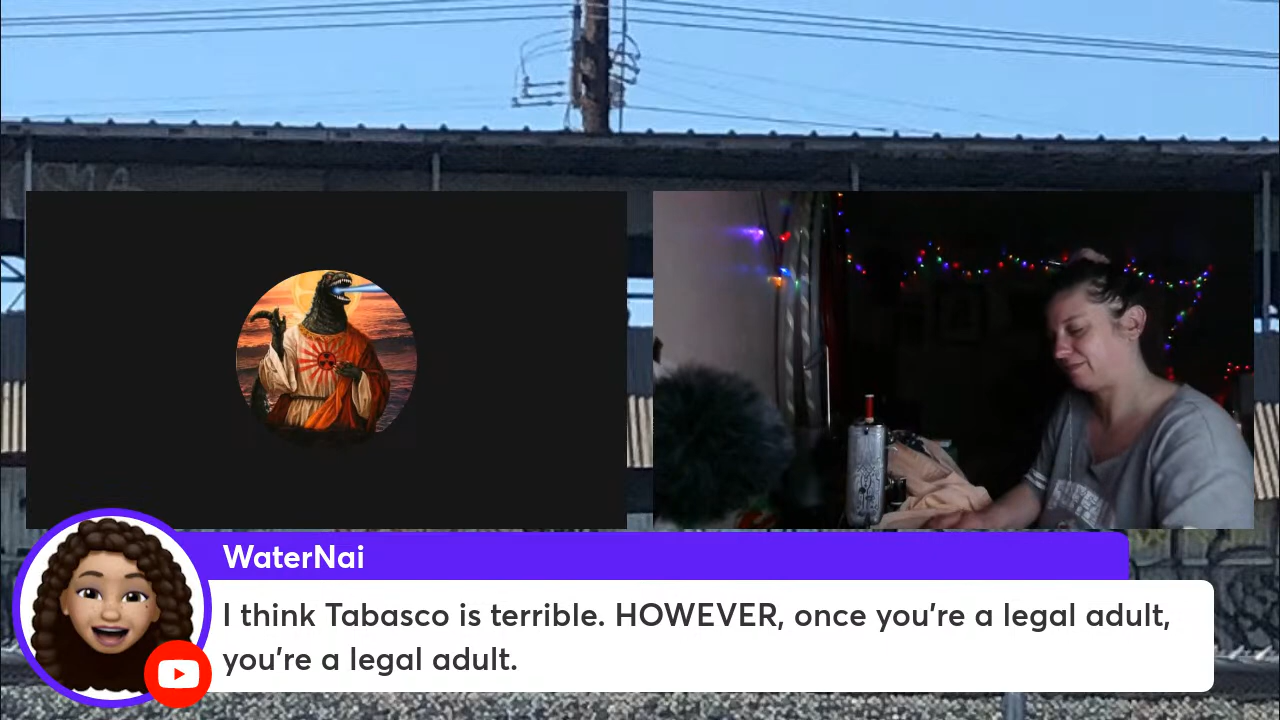 WaterNai
I think Tabasco is terrible. HOWEVER, once you're a legal adult,
you're a legal adult.